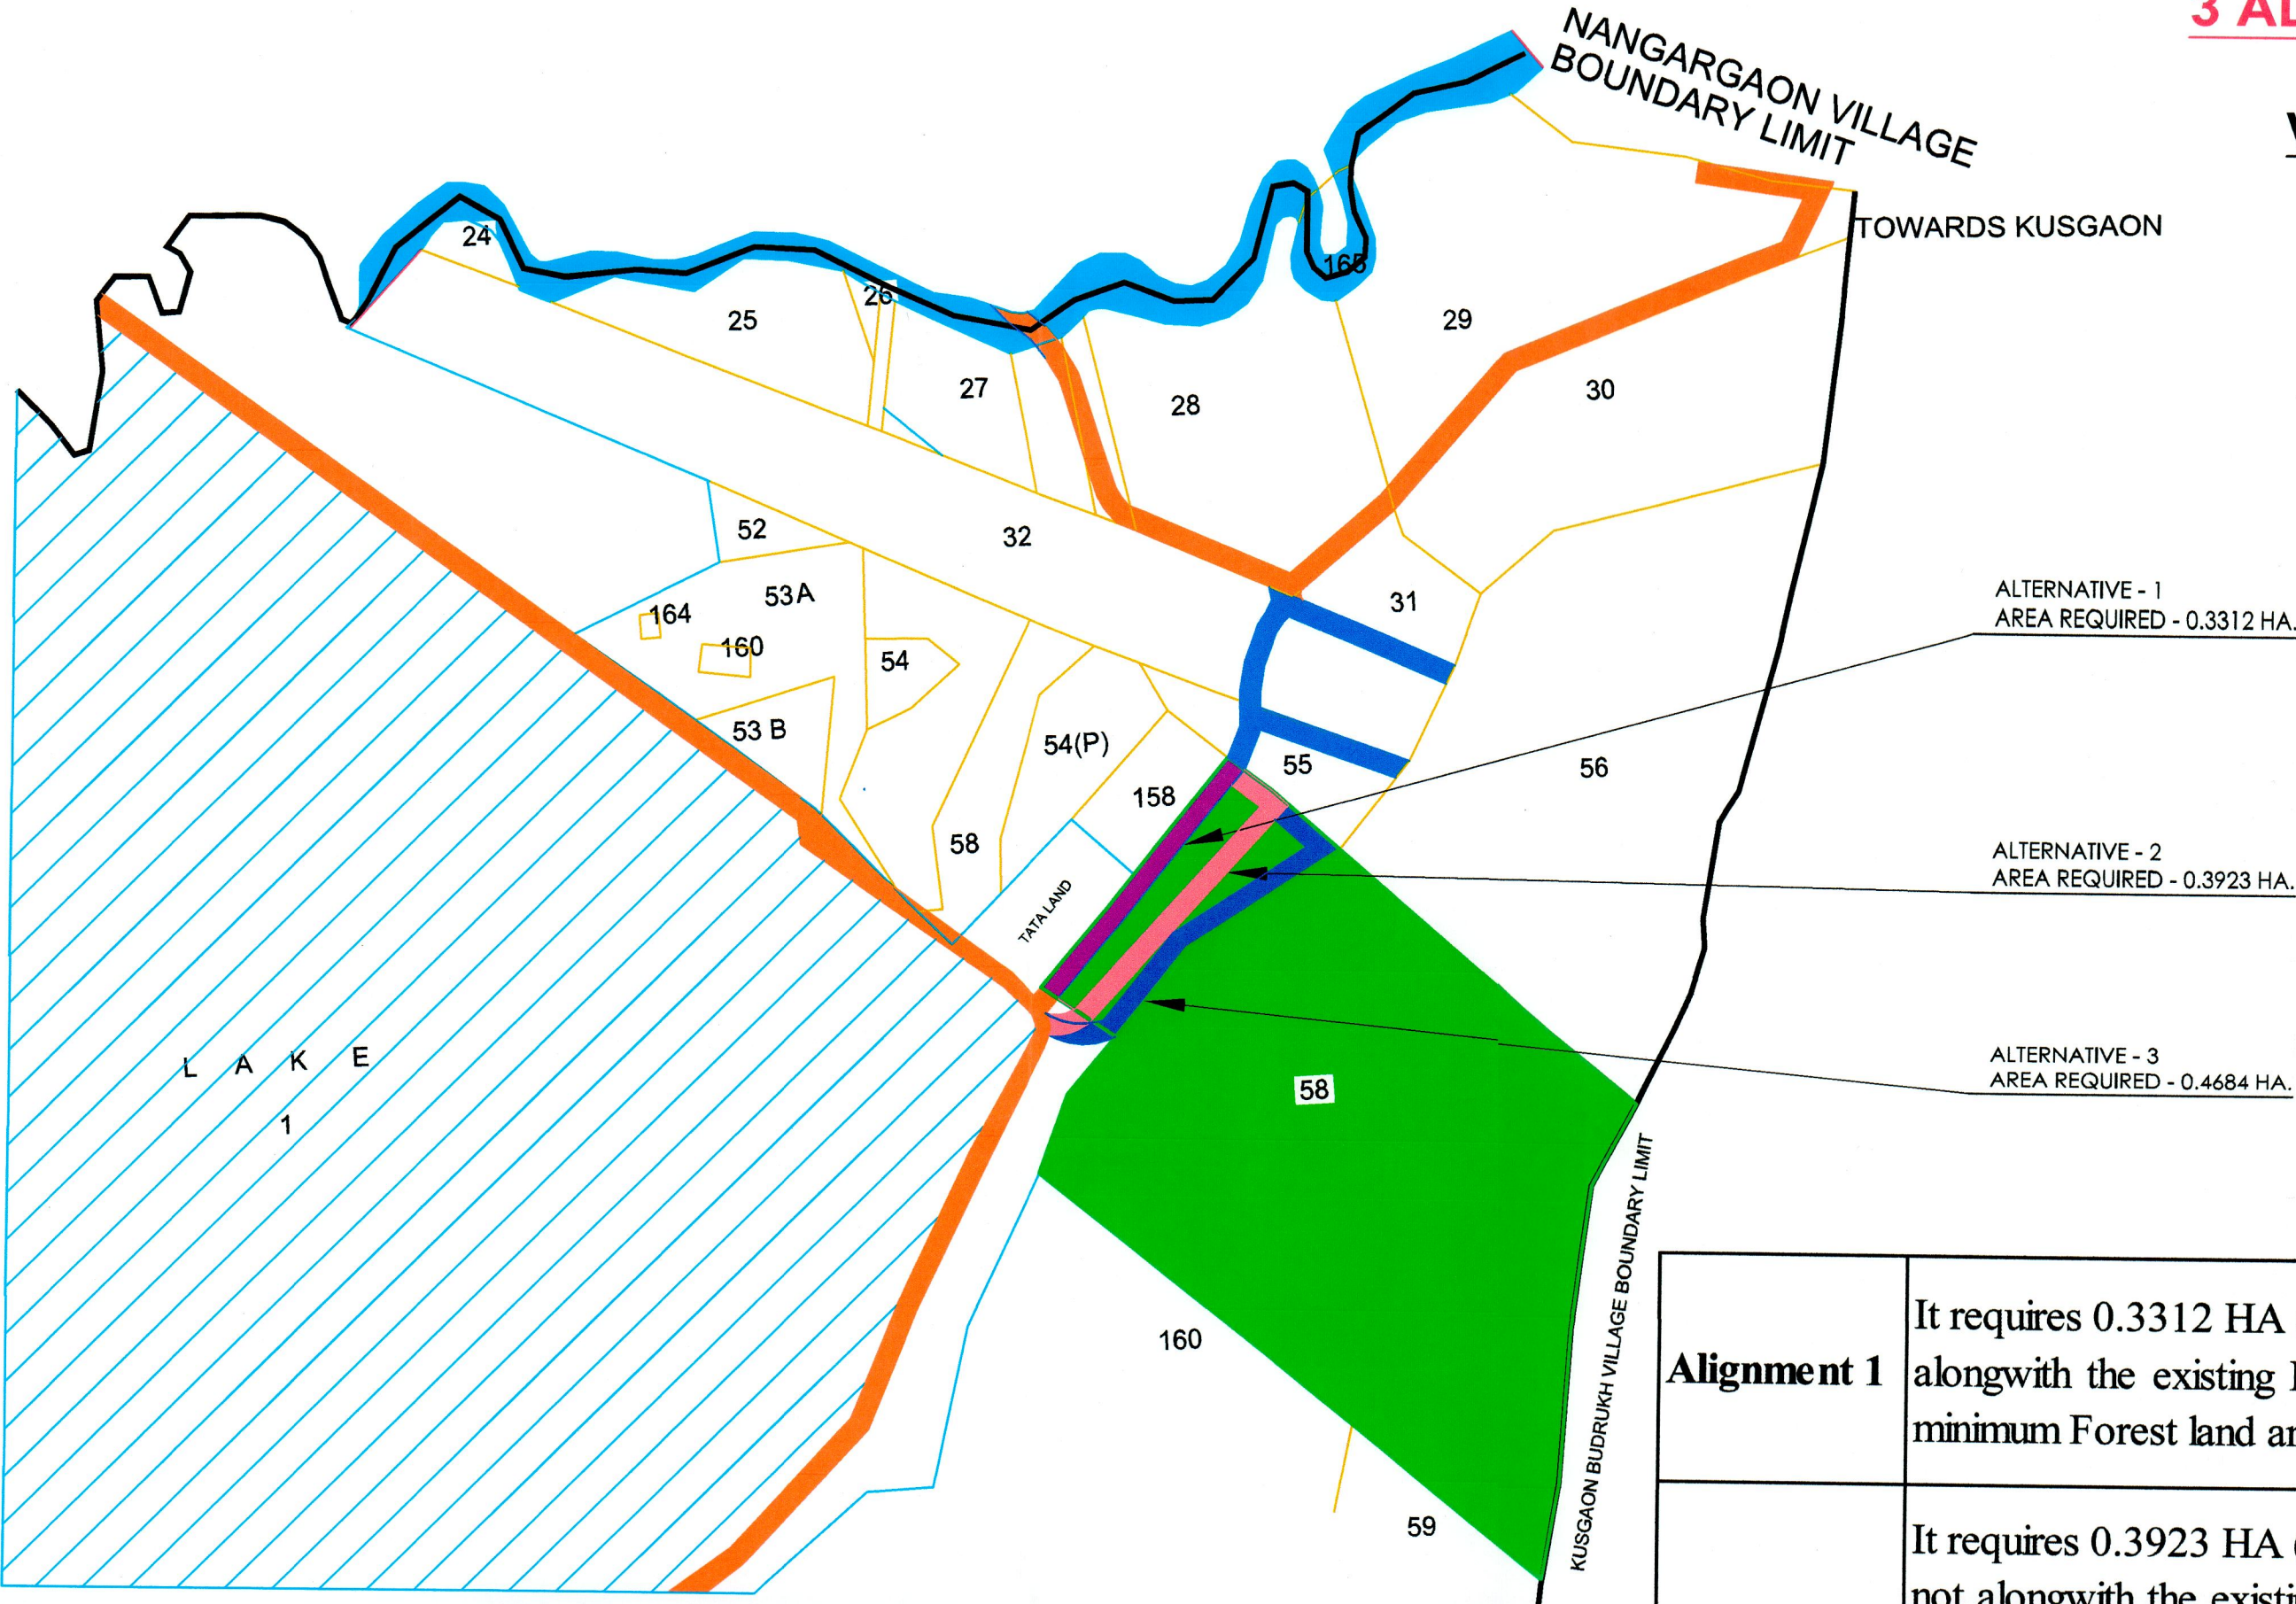 3 AL
NANGARGAON VILLAGE
BOUNDARY LIMIT
TOWARDS KUSGAON
24
25
26
27
28
165
29
30
52
32
53A
164
160
54
31
53 B
54(P)
55
56
158
58
TATA LAND
ALTERNATIVE - 1
AREA REQUIRED - 0.3312 HA.
ALTERNATIVE - 2
AREA REQUIRED - 0.3923 HA.
ALTERNATIVE - 3
AREA REQUIRED - 0.4684 HA.
LAKE
1
58
160
59
KUSGAON BUDRUKH VILLAGE BOUNDARY LIMIT
Alignment 1
It requires 0.3312 HA
alongwith the existing
minimum Forest land
It requires 0.3923 HA
not alongwith the